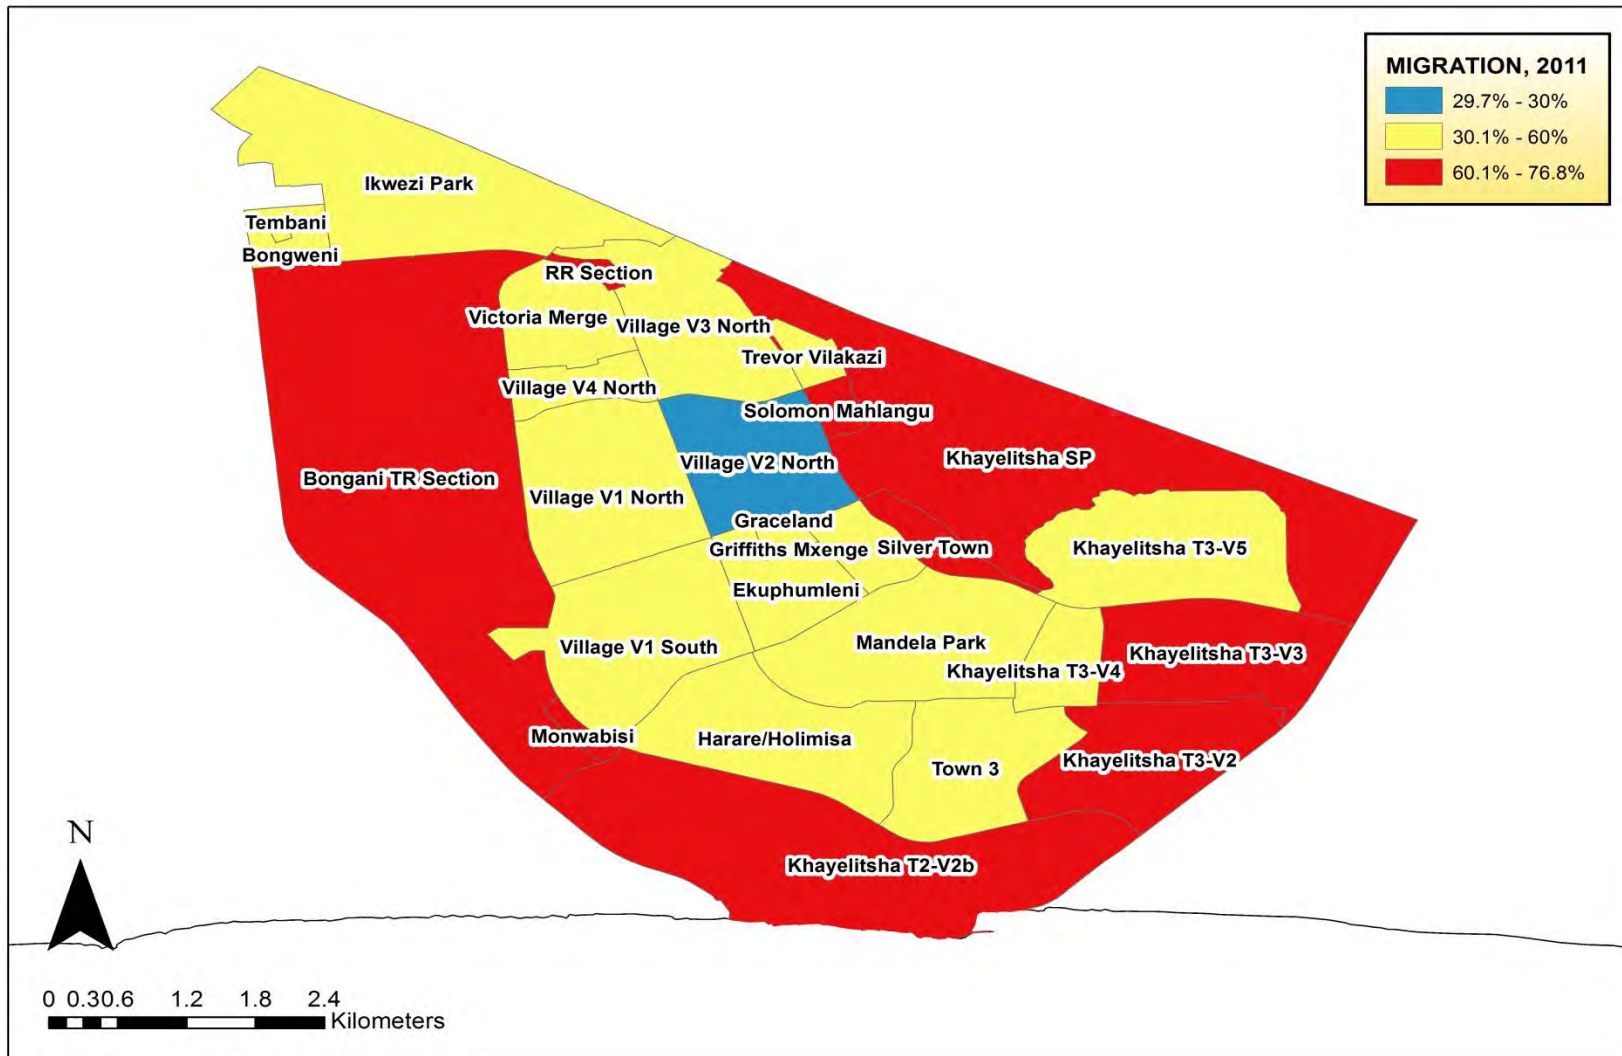 MIGRATION, 2011
29.7% - 30%
30.1% - 60%
60.1% - 76.8%
Ikwezi Park
Tembani
Bongweni
RR Section
Victoria Merge
Village V3 North
Trevor Vilakazi
Village V4 North
Solomon Mahlangu
Khayelitsha SP
Village V2 North
Bongani TR Section
Village V1 North
Graceland
Griffiths Mxenge
Silver Town
Khayelitsha T3-V5
Ekuphumleni
Village V1 South
Mandela Park
Khayelitsha T3-V4
Khayelitsha T3-V3
Monwabisi
Harare/Holimisa
Town 3
Khayelitsha T3-V2
Khayelitsha T2-V2b
N
0 0.30.6 1.2 1.8 2.4
Kilometers